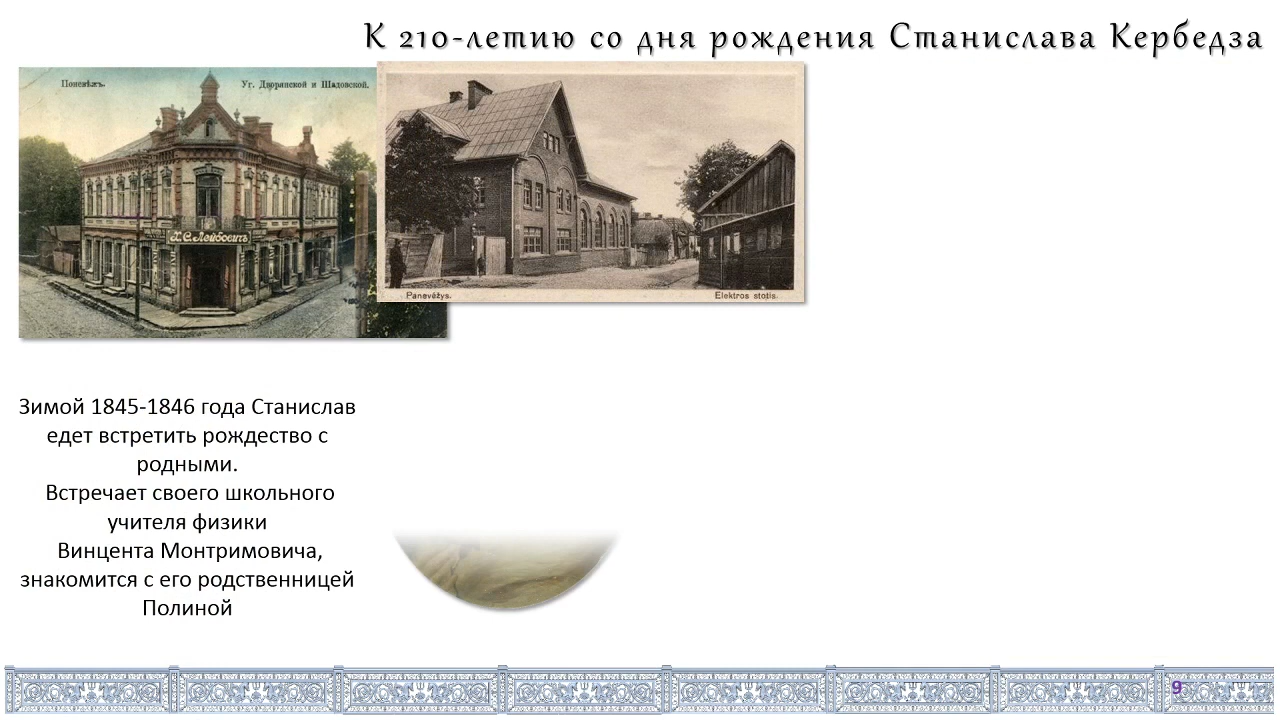 К 210-летию со дня рождения Станислава Кербедза
Поневѣжъ.
Уг. Дворянской и Шадовской.
Х.С.Лейбовичъ
Panevėžys.
Elektros stotis.
Зимой 1845-1846 года Станислав
едет встретить рождество с
родными.
Встречает своего школьного
учителя физики
Винцента Монтримовича,
знакомится с его родственницей
Полиной
9